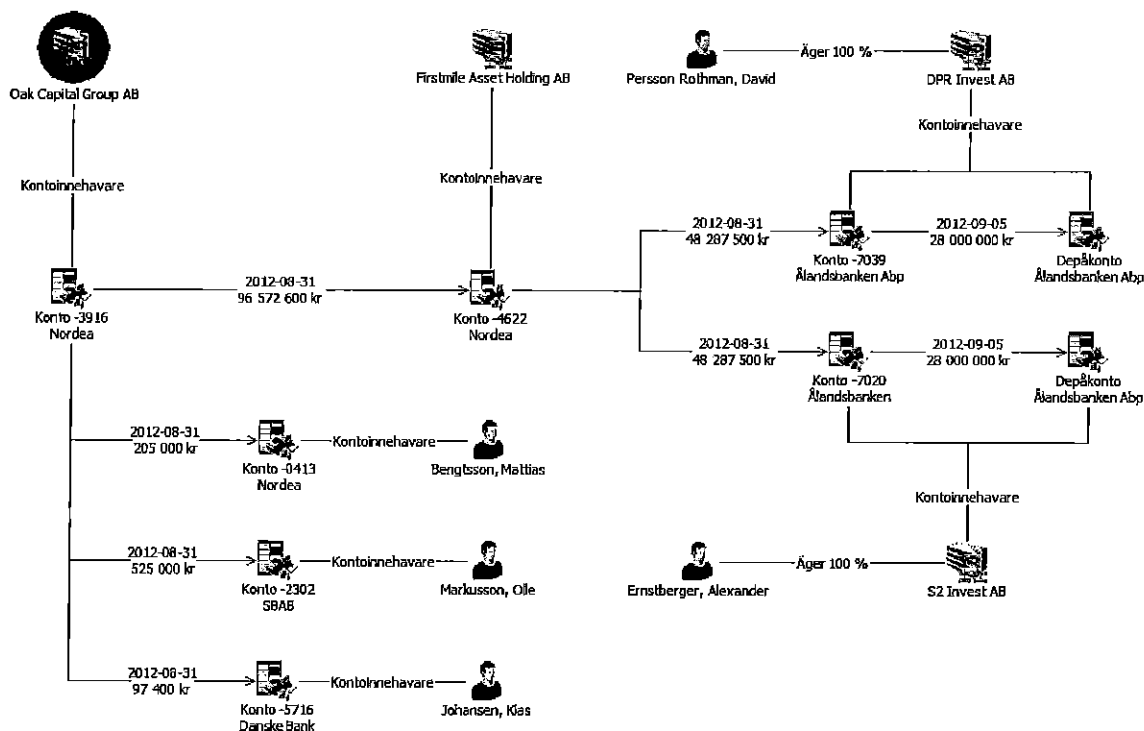 Oak Capital Group AB
Firstmile Asset Holding AB
Persson Rothman, David
Äger 100 %
DPR Invest AB
Kontoinnehavare
Kontoinnehavare
Kontoinnehavare
2012-08-31
96 572 600 kr
Konto -3916
Nordea
Konto -4622
Nordea
2012-08-31
48 287 500 kr
Konto -7039
Ålandsbanken Abp
2012-09-05
28 000 000 kr
Depåkonto
Ålandsbanken Abp
2012-08-31
48 287 500 kr
Konto -7020
Ålandsbanken
2012-09-05
28 000 000 kr
Depåkonto
Ålandsbanken Abp
2012-08-31
205 000 kr
Konto -0413
Nordea
Kontoinnehavare
Bengtsson, Mattias
Kontoinnehavare
2012-08-31
525 000 kr
Konto -2302
SBAB
Kontoinnehavare
Markusson, Olle
Ernstberger, Alexander
Äger 100 %
S2 Invest AB
2012-08-31
97 400 kr
Konto -5716
Danske Bank
Kontoinnehavare
Johansen, Klas